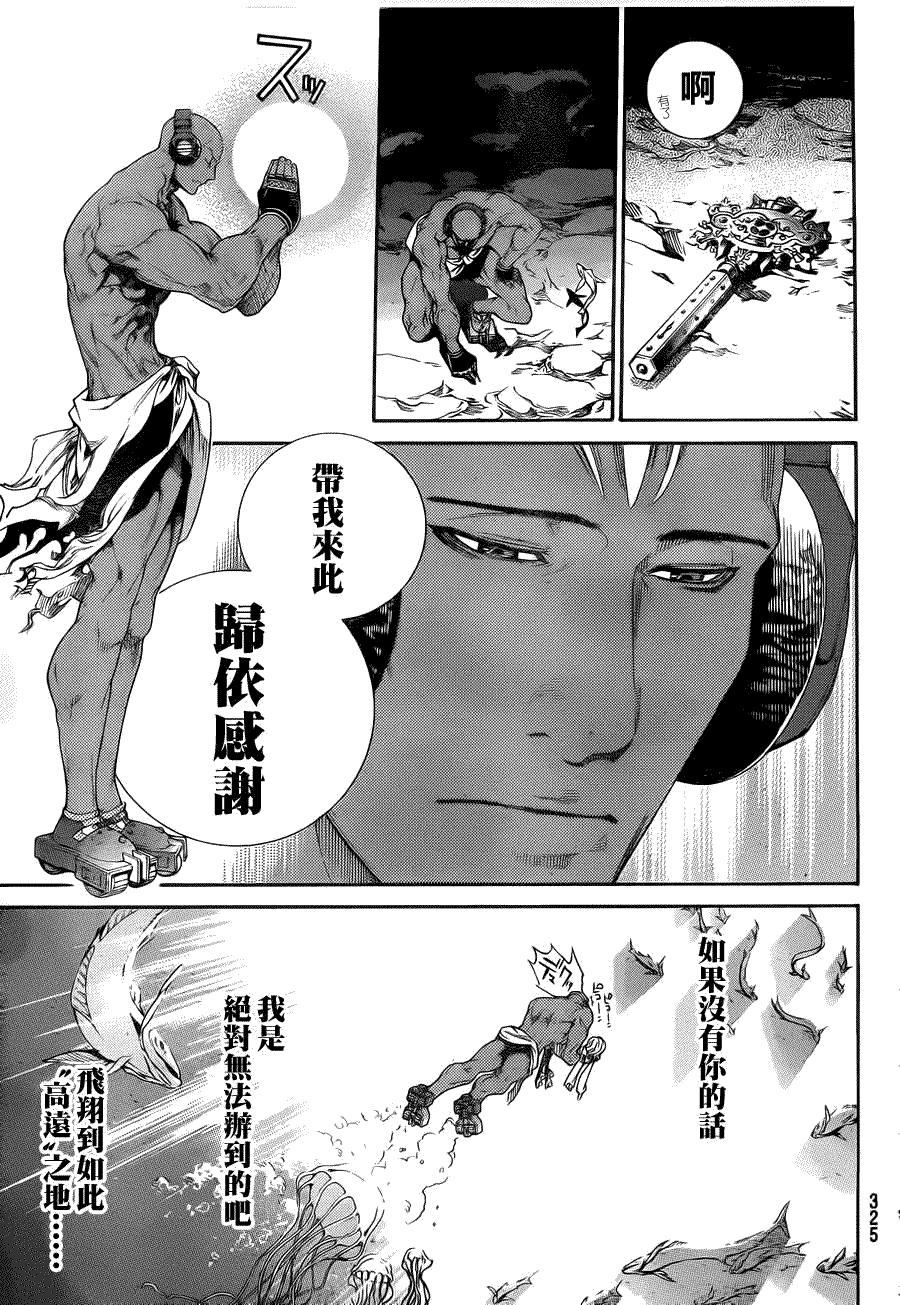 啊
有了
スッ
帶我來此
歸依感謝
如果沒有你的話
我是
絕對無法辦到的吧
飛翔到如此
〝高遠〞之地……
325